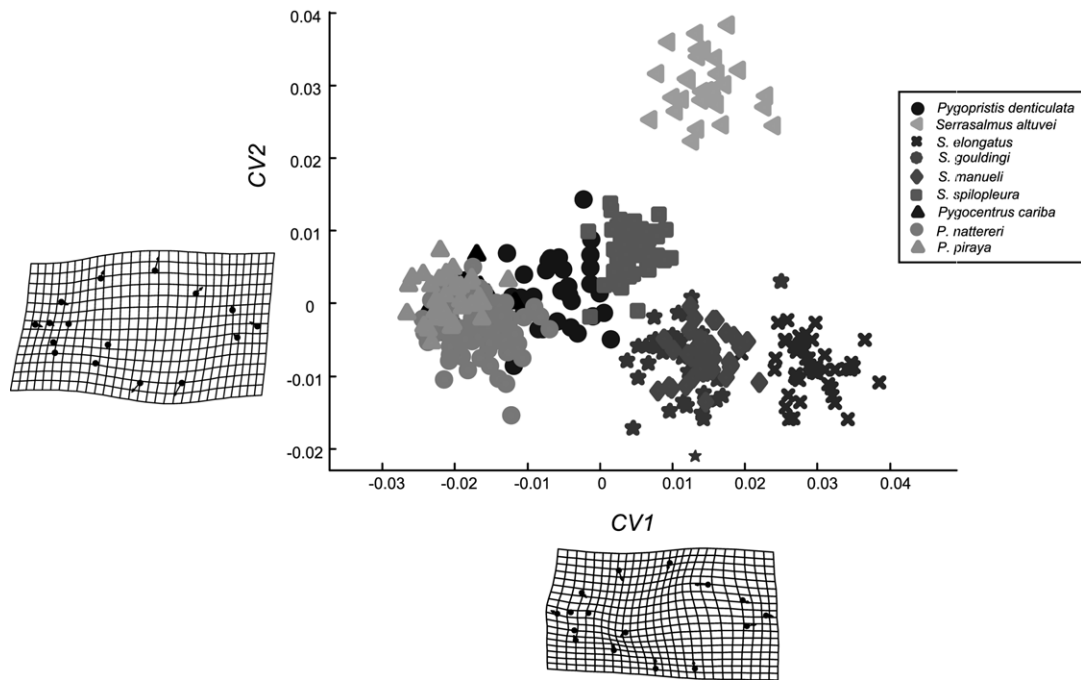 0.04
0.03
0.02
0.01
0
-0.01
-0.02
CV2
-0.03
-0.02
-0.01
0
0.01
0.02
0.03
0.04
CV1
Pygopristis denticulata
Serrasalmus altuvei
S. elongatus
S. gouldingi
S. manueli
S. spilopleura
Pygocentrus cariba
P. nattereri
P. piraya